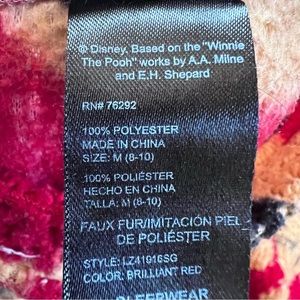 © Disney. Based on the "Winnie
The Pooh" works by A.A. Milne
and E.H. Shepard
RN# 76292
100% POLYESTER
MADE IN CHINA
SIZE: M (8-10)
100% POLIÉSTER
HECHO EN CHINA
TALLA: M (8-10)
FAUX FUR/IMITACIÓN PIEL
DE POLIÉSTER
STYLE: LZ41916SG
COLOR: BRILLIANT RED
SLEEPWEAR